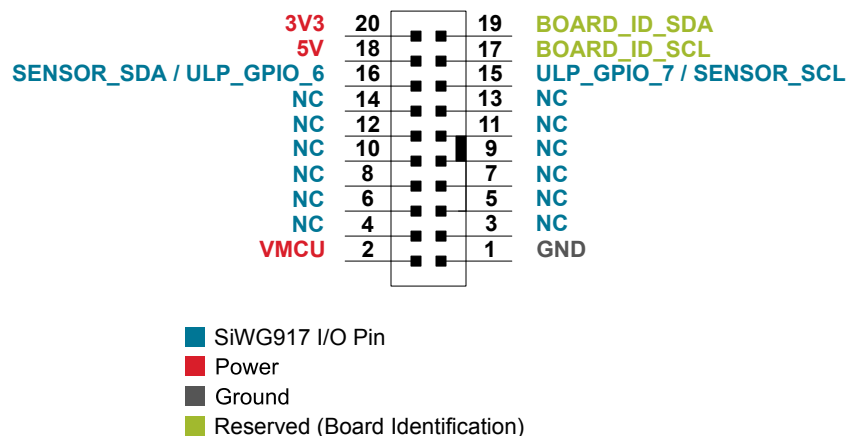 3V3 20 19 BOARD_ID_SDA
5V 18 17 BOARD_ID_SCL
SENSOR_SDA / ULP_GPIO_6 16 15 ULP_GPIO_7 / SENSOR_SCL
NC 14 13 NC
NC 12 11 NC
NC 10 9 NC
NC 8 7 NC
NC 6 5 NC
NC 4 3 NC
VMCU 2 1 GND
SiWG917 I/O Pin
Power
Ground
Reserved (Board Identification)